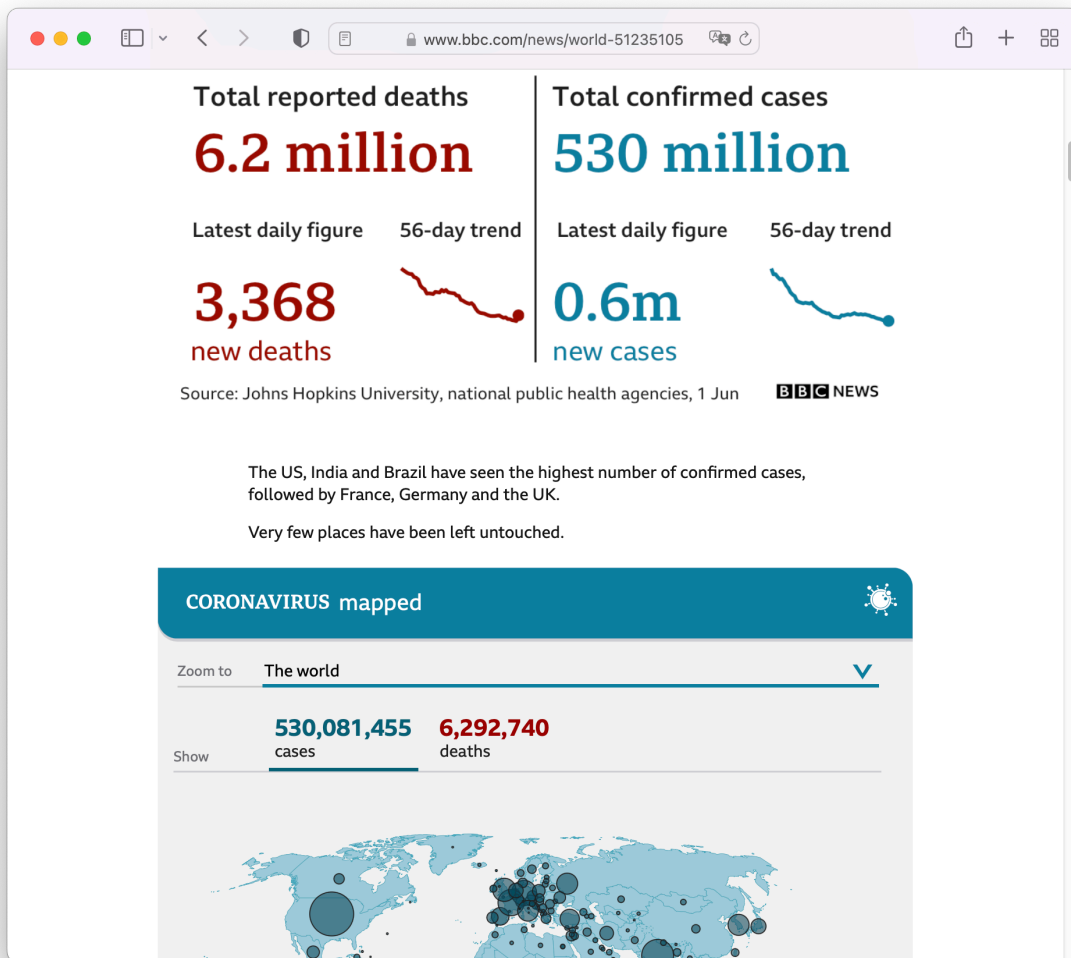 www.bbc.com/news/world-51235105
Total reported deaths
6.2 million
Latest daily figure 56-day trend
3,368
new deaths
Total confirmed cases
530 million
Latest daily figure 56-day trend
0.6m
new cases
Source: Johns Hopkins University, national public health agencies, 1 Jun
BBC NEWS
The US, India and Brazil have seen the highest number of confirmed cases,
followed by France, Germany and the UK.
Very few places have been left untouched.
CORONAVIRUS mapped
Zoom to The world
Show
530,081,455
cases
6,292,740
deaths